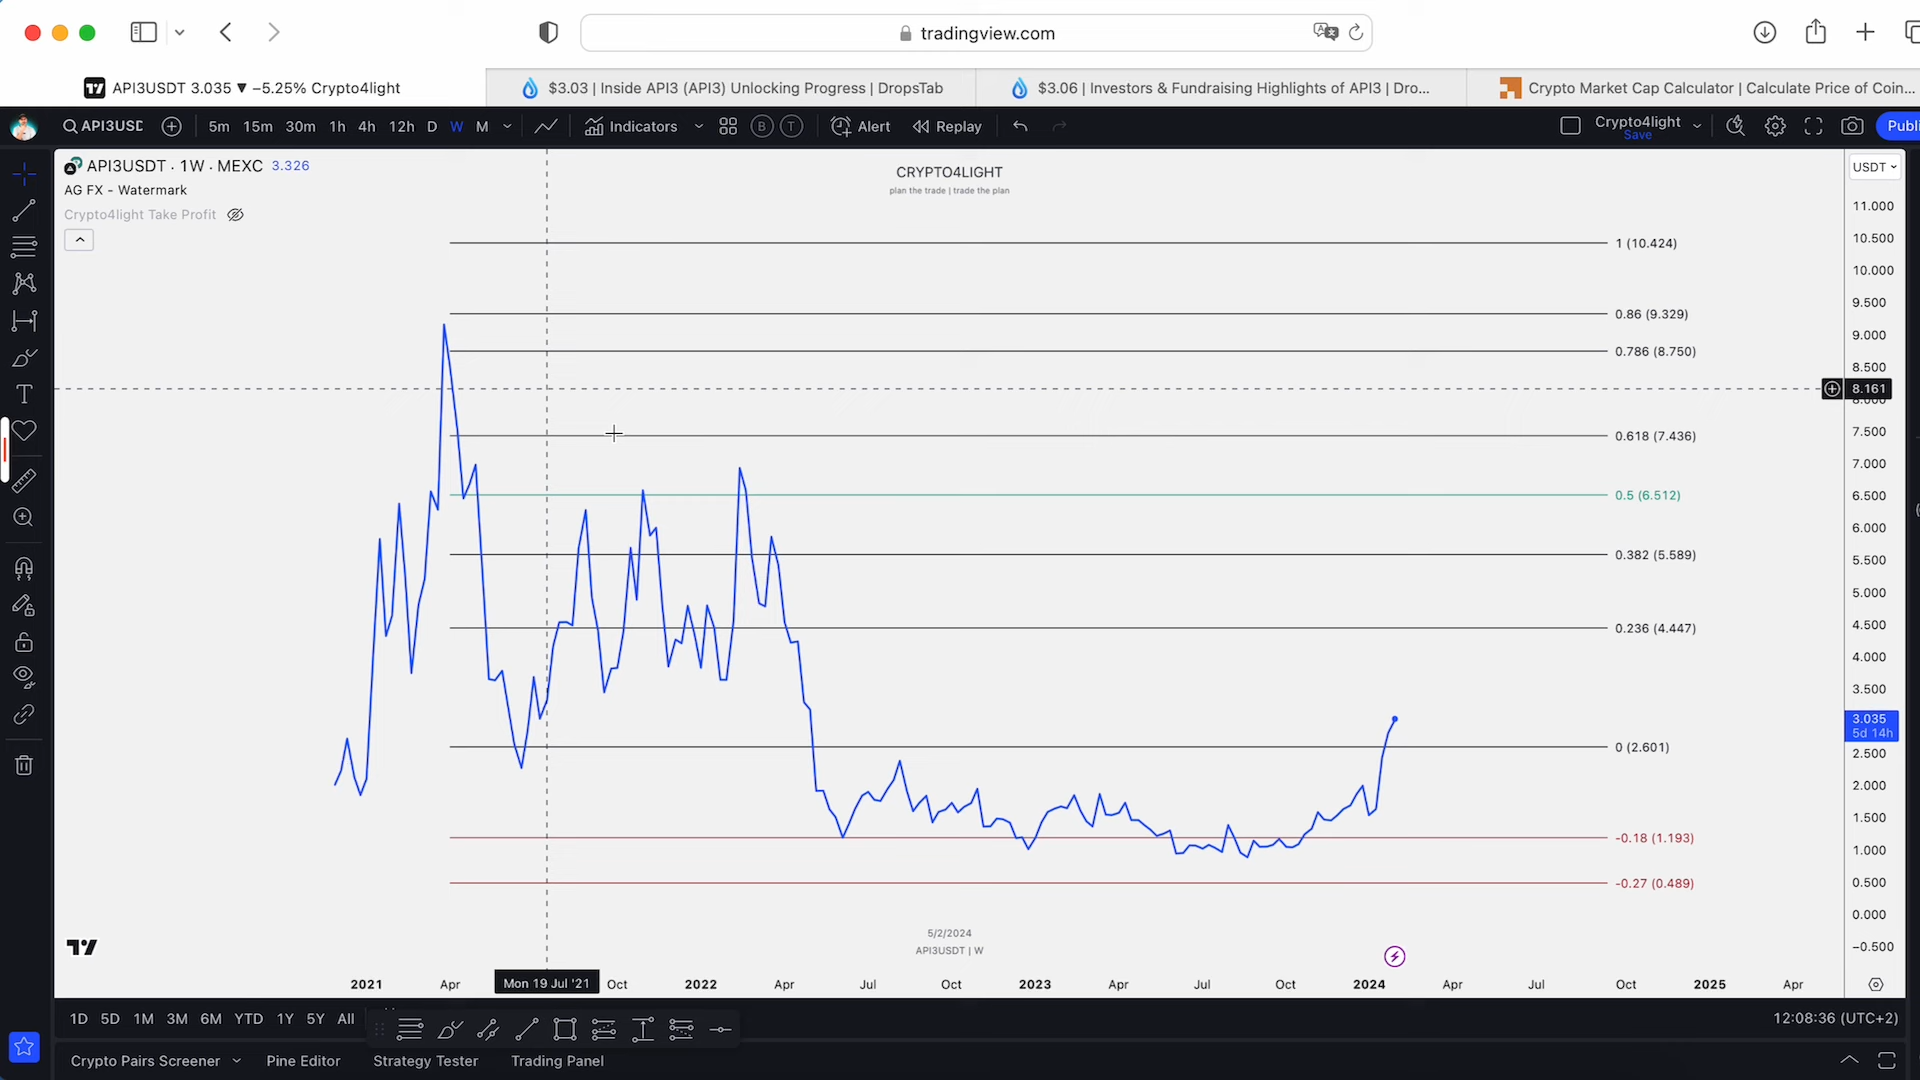 tradingview.com
API3USDT 3.035 ▼ −5.25% Crypto4light
$3.03 | Inside API3 (API3) Unlocking Progress | DropsTab
$3.06 | Investors & Fundraising Highlights of API3 | Dro...
Crypto Market Cap Calculator | Calculate Price of Coin...
API3USD
5m 15m 30m 1h 4h 12h D W M
Indicators
B T
Alert
Replay
Crypto4light
Save
Publi
API3USDT · 1W · MEXC 3.326
AG FX - Watermark
Crypto4light Take Profit
CRYPTO4LIGHT
plan the trade | trade the plan
USDT
11.000
10.500
10.000
9.500
9.000
8.500
8.161
8.000
7.500
7.000
6.500
6.000
5.500
5.000
4.500
4.000
3.500
3.035
5d 14h
2.500
2.000
1.500
1.000
0.500
0.000
−0.500
1 (10.424)
0.86 (9.329)
0.786 (8.750)
0.618 (7.436)
0.5 (6.512)
0.382 (5.589)
0.236 (4.447)
0 (2.601)
-0.18 (1.193)
-0.27 (0.489)
5/2/2024
API3USDT | W
2021 Apr Mon 19 Jul '21 Oct 2022 Apr Jul Oct 2023 Apr Jul Oct 2024 Apr Jul Oct 2025 Apr
1D 5D 1M 3M 6M YTD 1Y 5Y All
12:08:36 (UTC+2)
Crypto Pairs Screener Pine Editor Strategy Tester Trading Panel